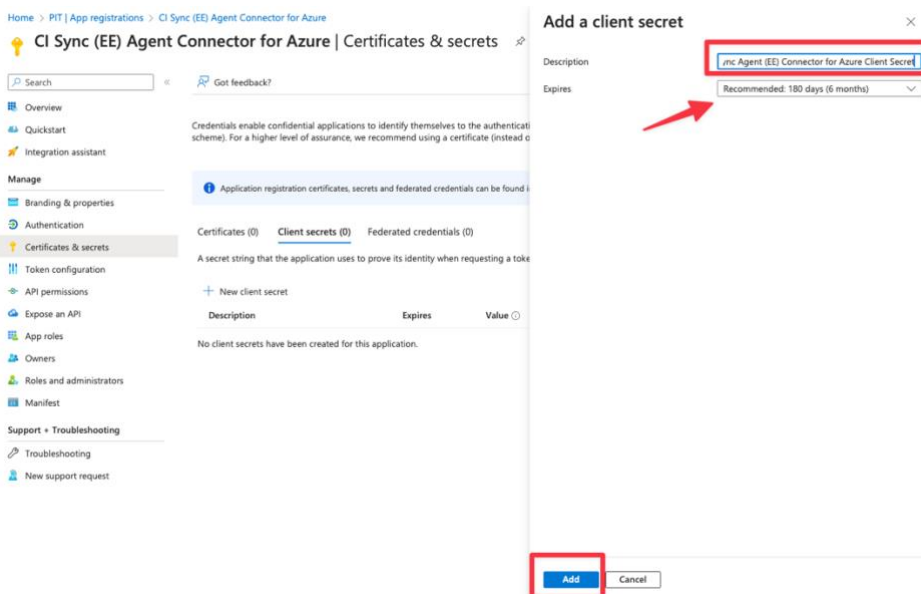 Home > PIT | App registrations > CI Sync (EE) Agent Connector for Azure
CI Sync (EE) Agent Connector for Azure | Certificates & secrets
Search
Got feedback?
Overview
Quickstart
Integration assistant
Manage
Branding & properties
Authentication
Certificates & secrets
Token configuration
API permissions
Expose an API
App roles
Owners
Roles and administrators
Manifest
Support + Troubleshooting
Troubleshooting
New support request
Credentials enable confidential applications to identify themselves to the
scheme). For a higher level of assurance, we recommend using a certificate (instead
Application registration certificates, secrets and federated credentials can be found
Certificates (0) Client secrets (0) Federated credentials (0)
A secret string that the application uses to prove its identity when requesting a
New client secret
Description Expires Value
No client secrets have been created for this application.
Add a client secret
Description
Agent (EE) Connector for Azure Client Secret
Expires
Recommended: 180 days (6 months)
Add Cancel